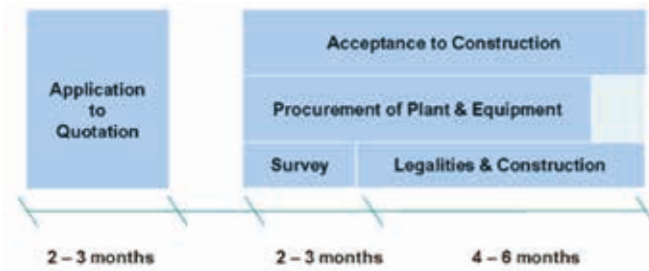 Application
to
Quotation
Acceptance to Construction
Procurement of Plant & Equipment
Survey
Legalities & Construction
2 – 3 months
2 – 3 months
4 – 6 months